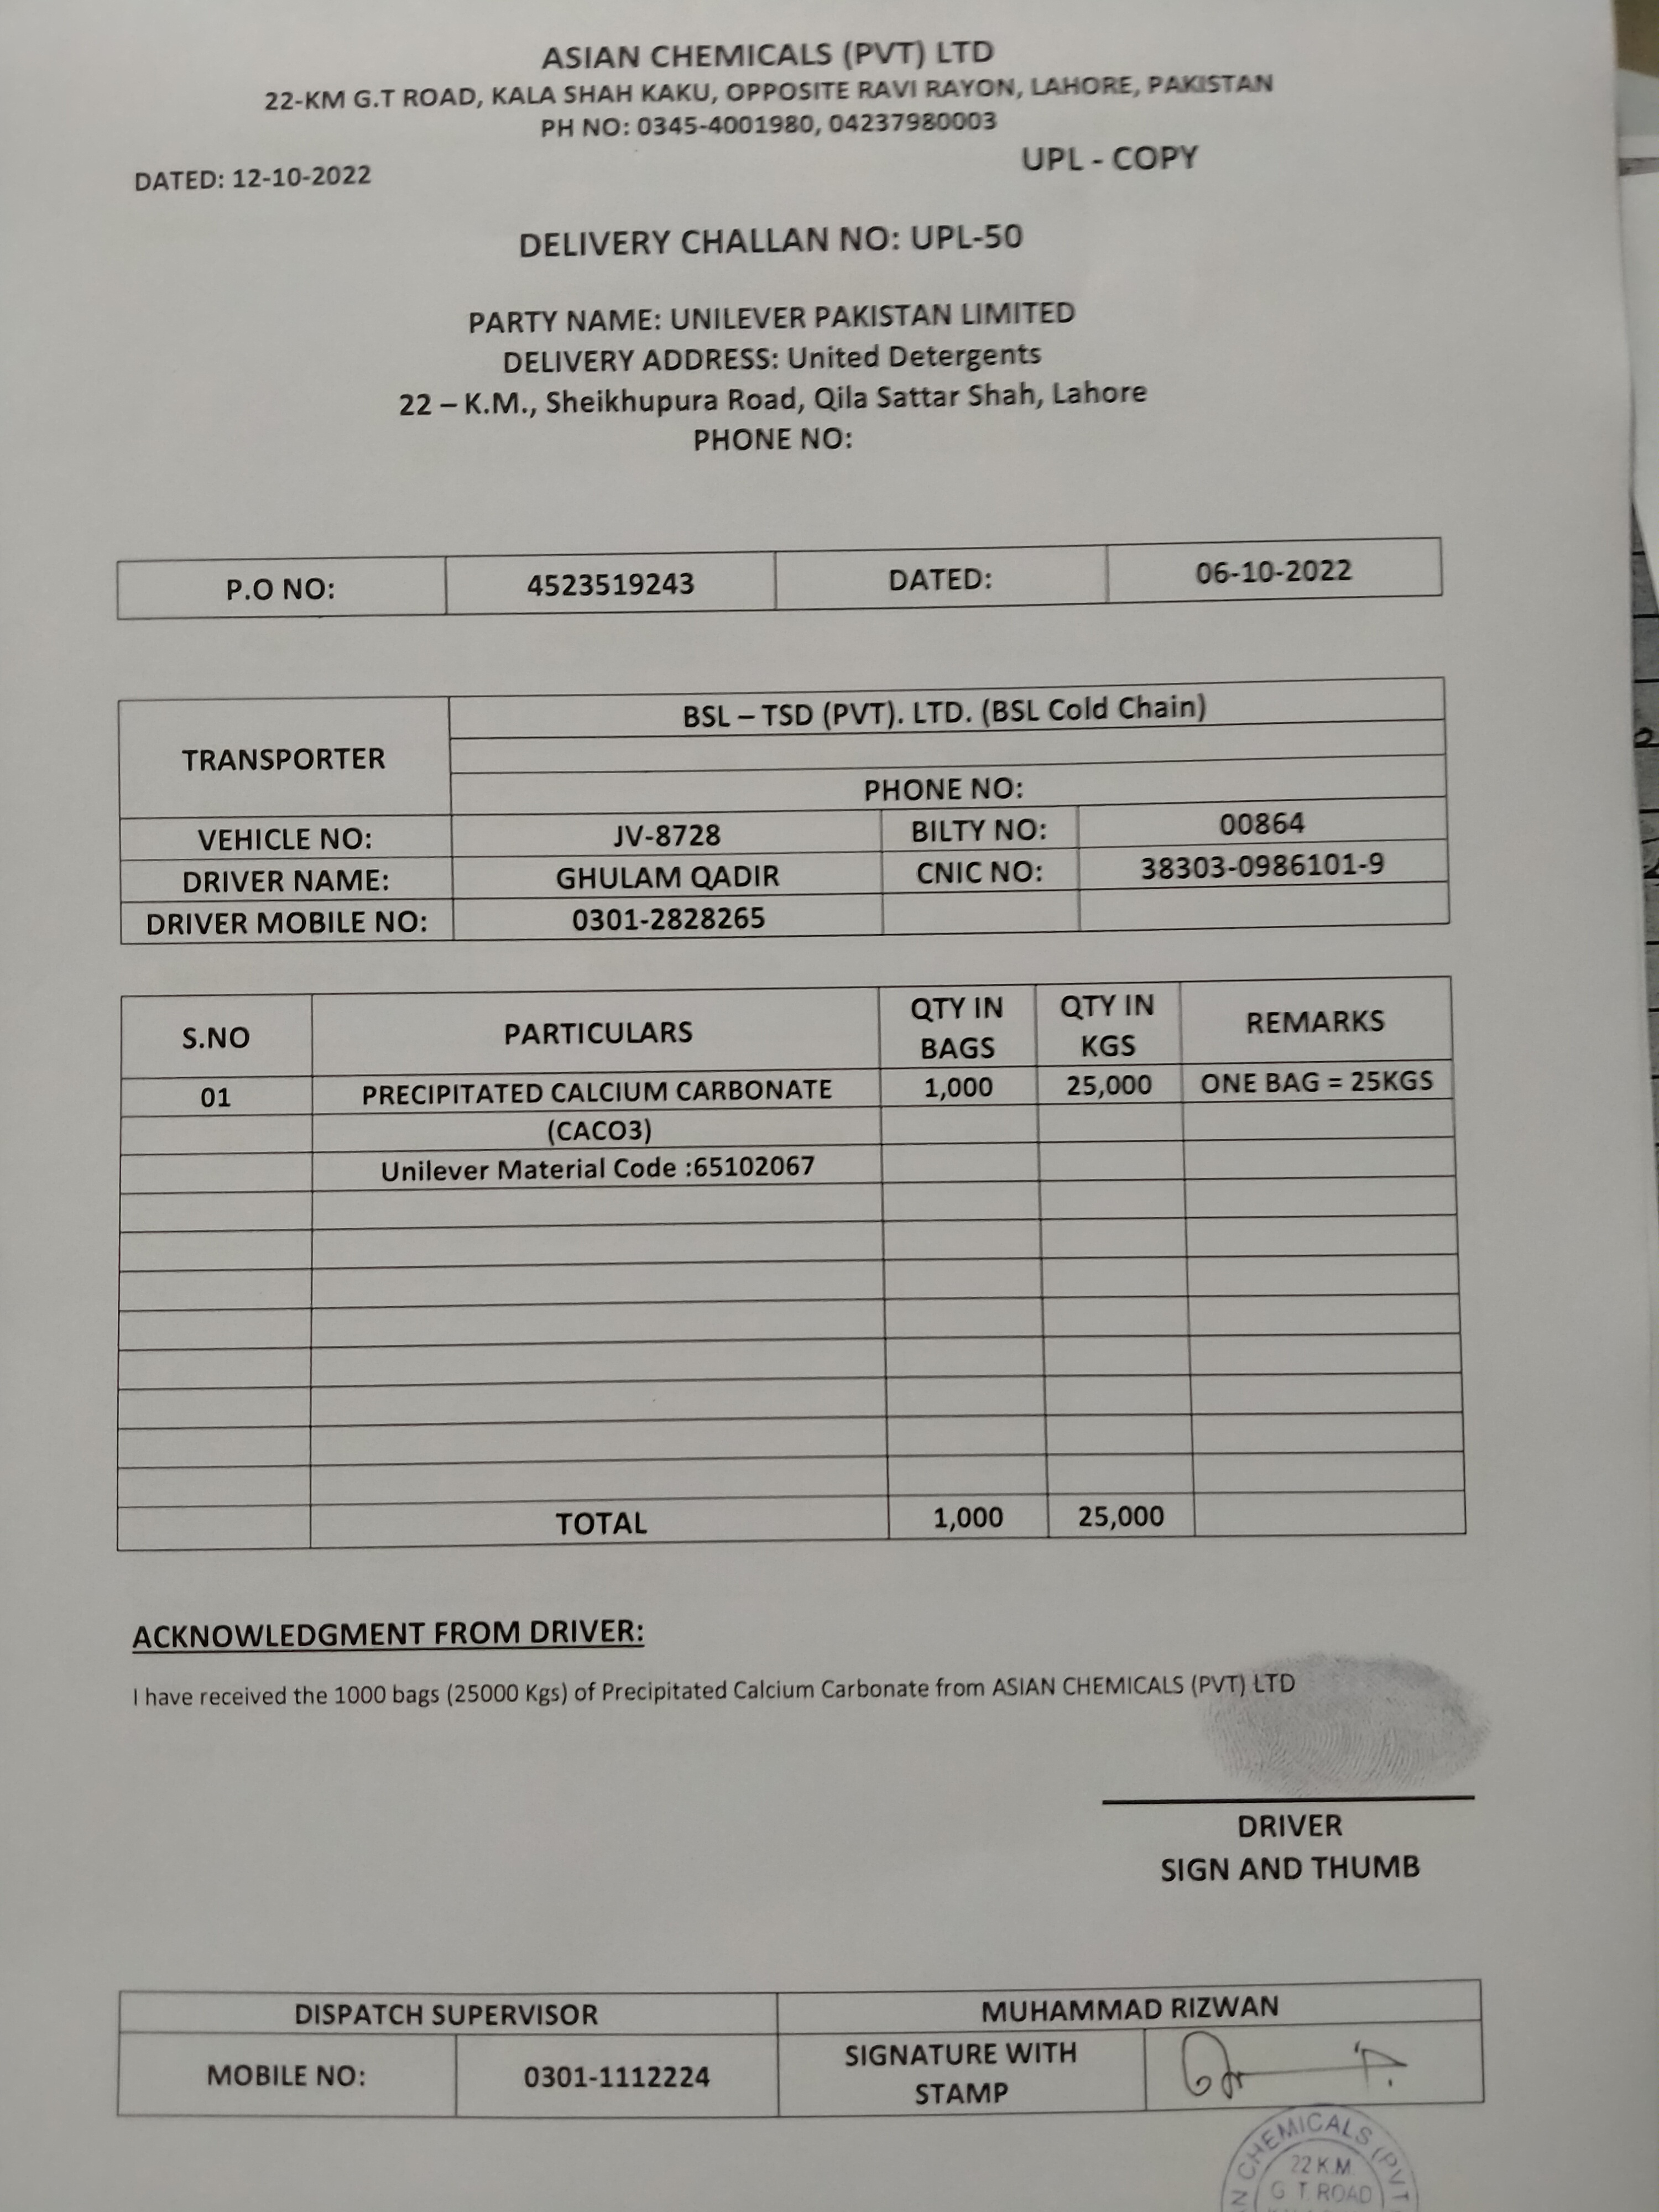 ASIAN CHEMICALS (PVT) LTD
22-KM G.T ROAD, KALA SHAH KAKU, OPPOSITE RAVI RAYON, LAHORE, PAKISTAN
PH NO: 0345-4001980, 04237980003
DATED: 12-10-2022 UPL - COPY
DELIVERY CHALLAN NO: UPL-50
PARTY NAME: UNILEVER PAKISTAN LIMITED
DELIVERY ADDRESS: United Detergents
22 – K.M., Sheikhupura Road, Qila Sattar Shah, Lahore
PHONE NO:
P.O NO: 4523519243 DATED: 06-10-2022
TRANSPORTER
BSL – TSD (PVT). LTD. (BSL Cold Chain)
PHONE NO:
VEHICLE NO: JV-8728 BILTY NO: 00864
DRIVER NAME: GHULAM QADIR CNIC NO: 38303-0986101-9
DRIVER MOBILE NO: 0301-2828265
S.NO PARTICULARS QTY IN BAGS QTY IN KGS REMARKS
01 PRECIPITATED CALCIUM CARBONATE 1,000 25,000 ONE BAG = 25KGS
(CACO3)
Unilever Material Code :65102067
TOTAL 1,000 25,000
ACKNOWLEDGMENT FROM DRIVER:
I have received the 1000 bags (25000 Kgs) of Precipitated Calcium Carbonate from ASIAN CHEMICALS (PVT) LTD
DRIVER
SIGN AND THUMB
DISPATCH SUPERVISOR MUHAMMAD RIZWAN
MOBILE NO: 0301-1112224 SIGNATURE WITH STAMP
CHEMICALS (PVT
22 K.M.
G T. ROAD